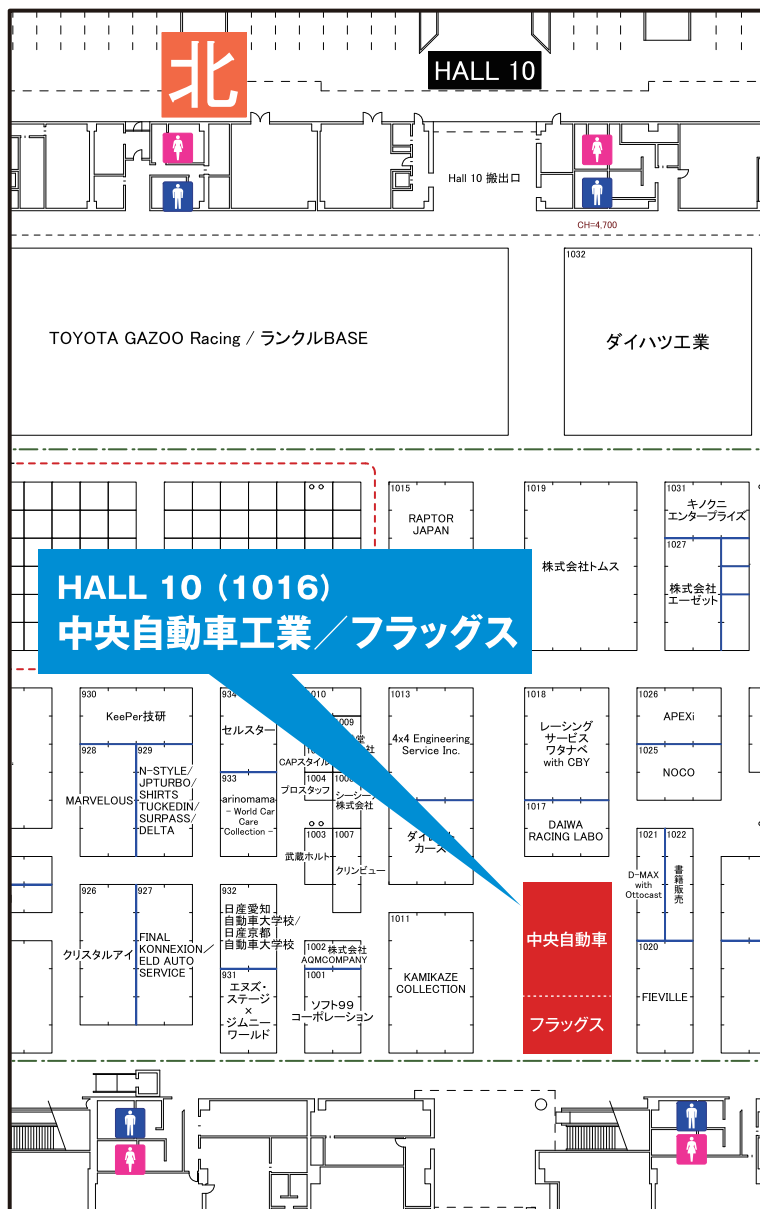 北
HALL 10
Hall 10 搬出口
CH=4,700
TOYOTA GAZOO Racing / ランクルBASE
1032
ダイハツ工業
1015
RAPTOR
JAPAN
1019
株式会社トムス
1031
キノクニ
エンタープライズ
1027
株式会社
エーゼット
HALL 10 (1016)
中央自動車工業／フラッグス
930
KeePer技研
928
MARVELOUS
929
N-STYLE/
JPTURBO/
SHIRTS
TUCKEDIN/
SURPASS/
DELTA
934
セルスター
933
arinomama
- World Car
Care
Collection -
1010
1009
CAPスタイル
1004
プロスタッフ
シーシーズ
株式会社
1003
武蔵ホルト
1007
クリンビュー
1013
4x4 Engineering
Service Inc.
カーズ
1018
レーシング
サービス
ワタナベ
with CBY
1017
DAIWA
RACING LABO
1026
APEXi
1025
NOCO
1021
D-MAX
with
Ottocast
1022
書籍販売
1020
FIEVILLE
926
クリスタルアイ
927
FINAL
KONNEXION／
ELD AUTO
SERVICE
932
日産愛知
自動車大学校/
日産京都
自動車大学校
931
エヌズ・
ステージ
×
ジムニー
ワールド
1002
株式会社
AQMCOMPANY
1001
ソフト99
コーポレーション
1011
KAMIKAZE
COLLECTION
中央自動車
フラッグス